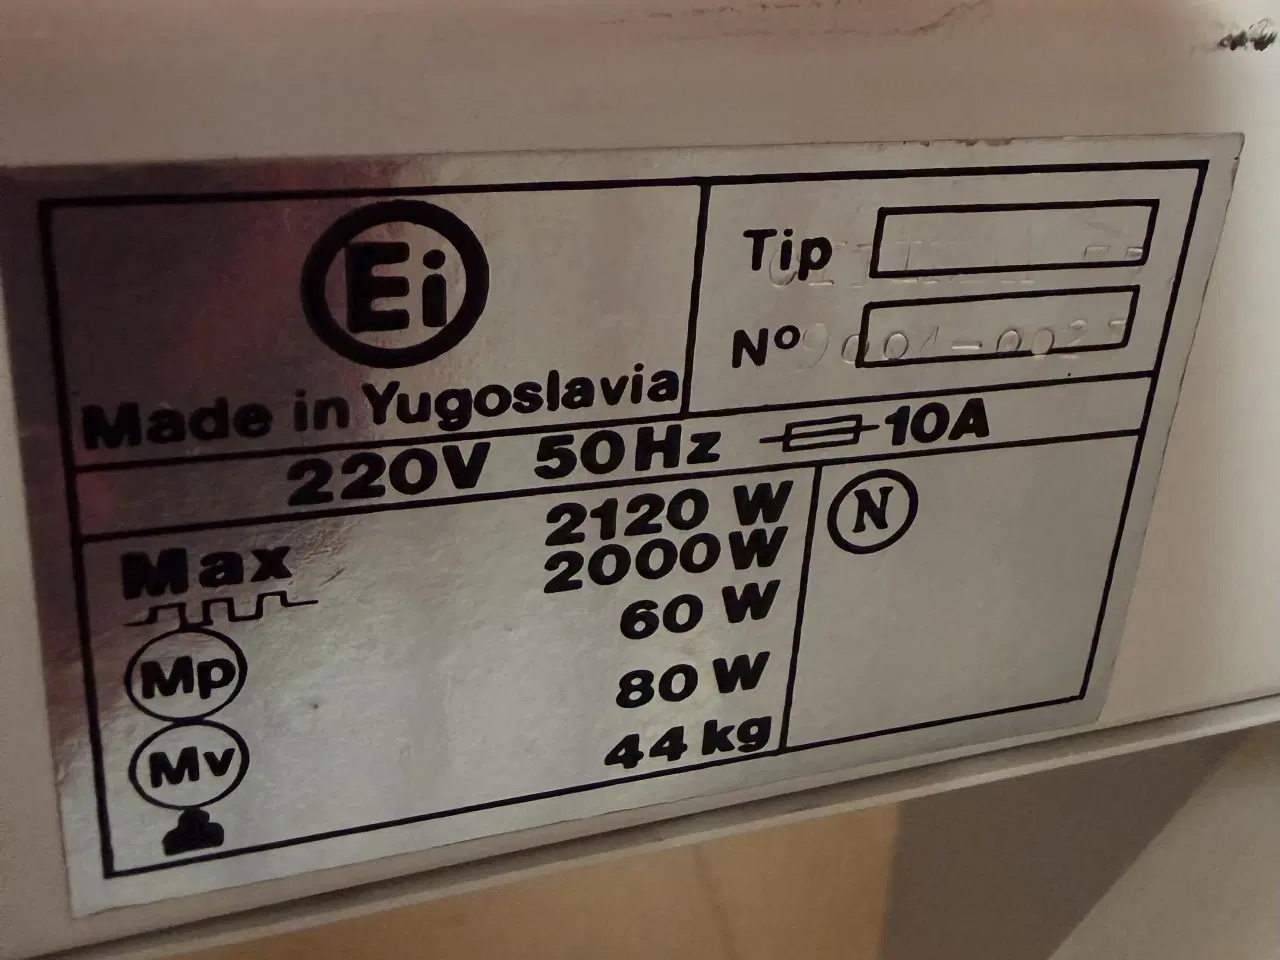 Ei
Made in Yugoslavia
Tip
Nº
220V 50Hz 10A
Max 2120 W
2000W
Mp 60 W
Mv 80 W
44 kg
N